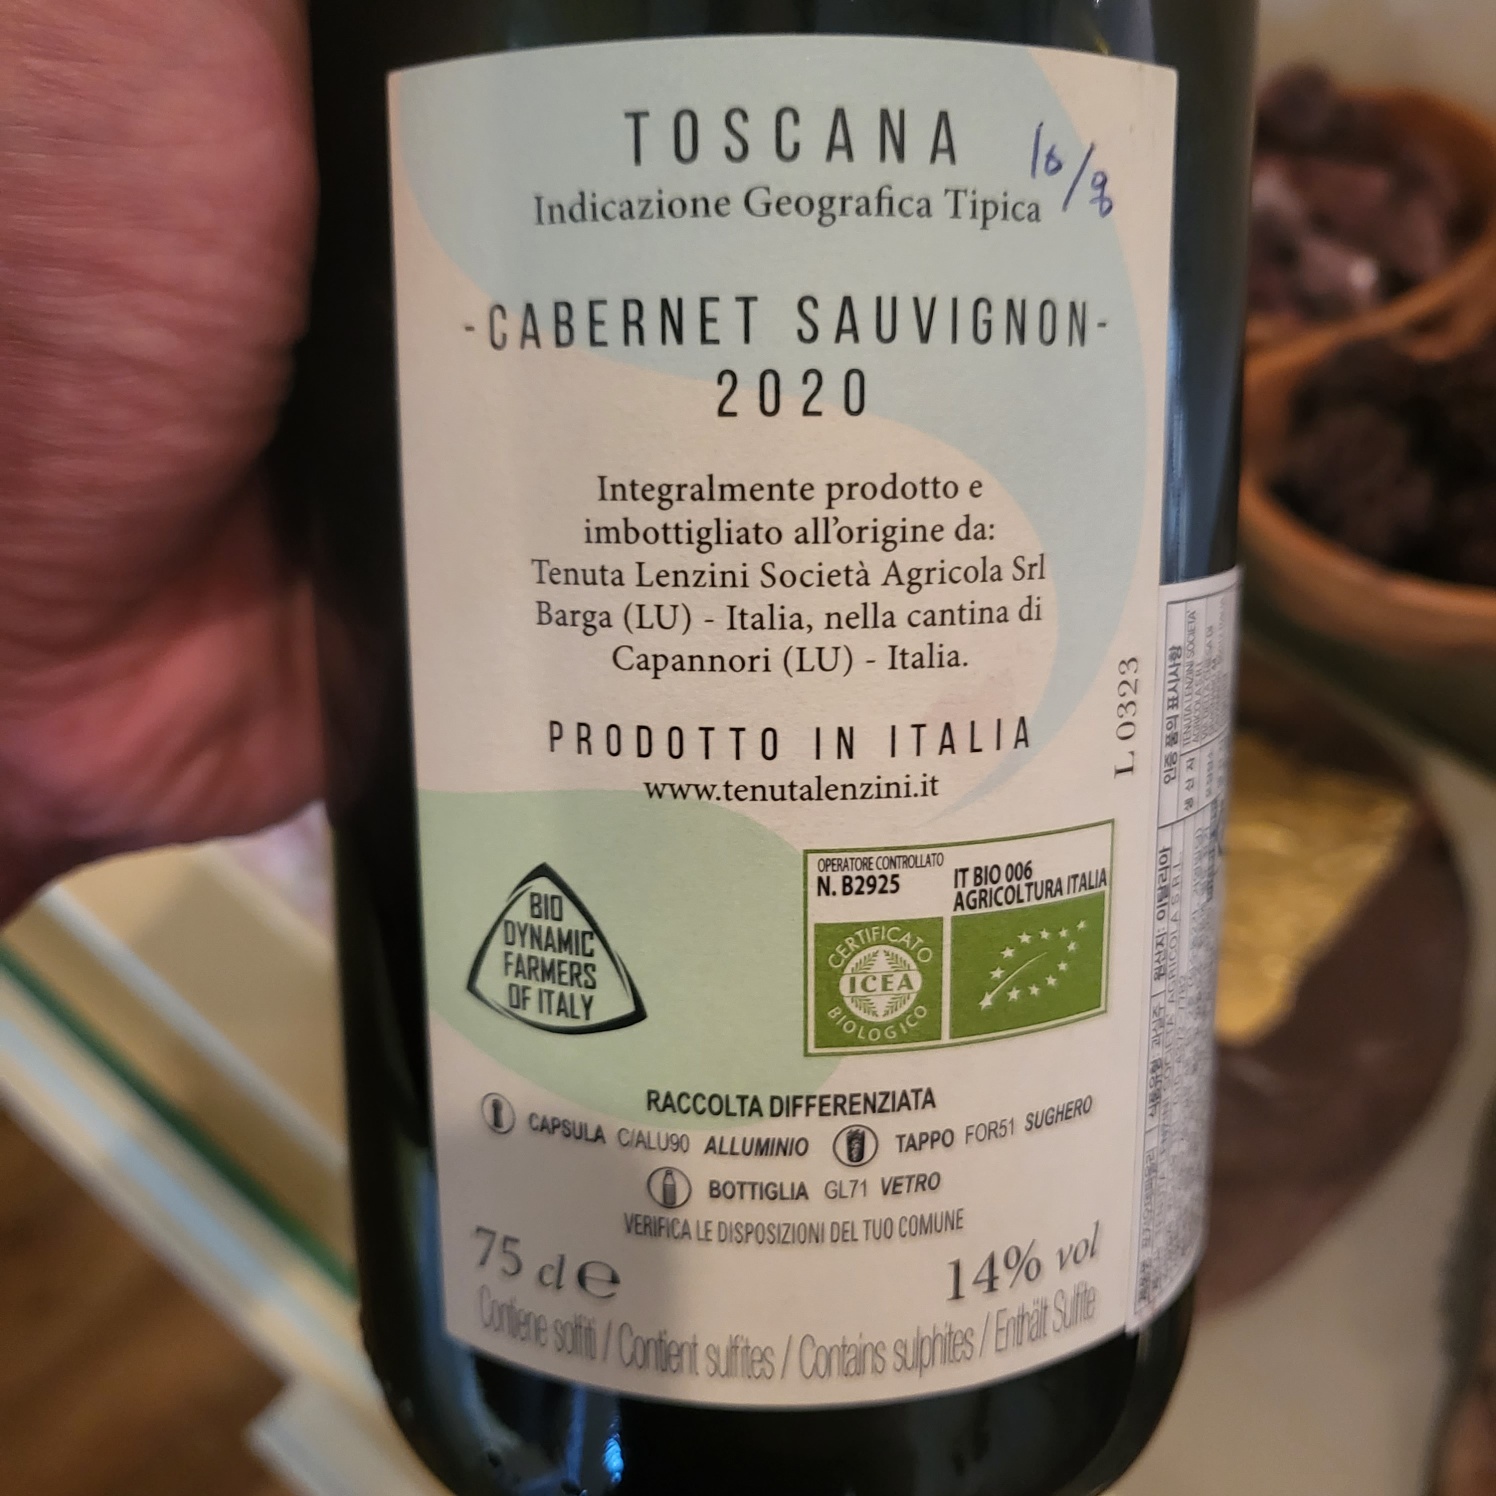 TOSCANA
10/8
Indicazione Geografica Tipica
-CABERNET SAUVIGNON-
2020
Integralmente prodotto e
imbottigliato all'origine da:
Tenuta Lenzini Società Agricola Srl
Barga (LU) - Italia, nella cantina di
Capannori (LU) - Italia.
PRODOTTO IN ITALIA
www.tenutalenzini.it
L 0323
BIO
DYNAMIC
FARMERS
OF ITALY
OPERATORE CONTROLLATO
N. B2925
IT BIO 006
AGRICOLTURA ITALIA
CERTIFICATO
ICEA
BIOLOGICO
RACCOLTA DIFFERENZIATA
CAPSULA C/ALU90 ALLUMINIO TAPPO FOR51 SUGHERO
BOTTIGLIA GL71 VETRO
VERIFICA LE DISPOSIZIONI DEL TUO COMUNE
75 cl e 14% vol
Contiene solfiti / Contient sulfites / Contains sulphites / Enthält Sulfite
TENUTA LENZINI SOCIETA'